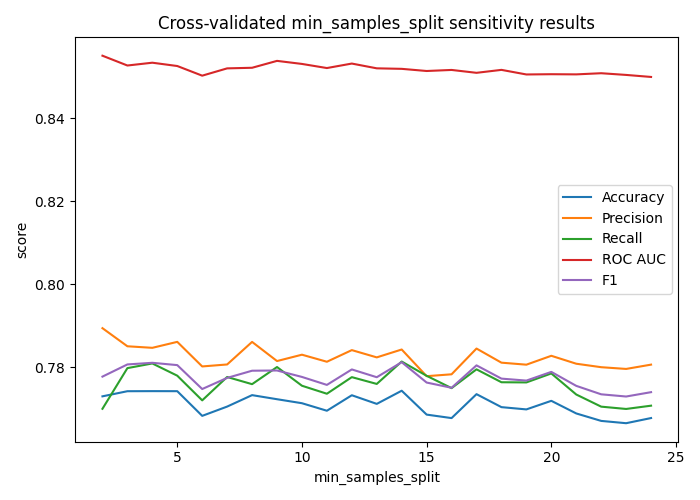 Cross-validated min_samples_split sensitivity results
score
0.84
0.82
0.80
0.78
Accuracy
Precision
Recall
ROC AUC
F1
5
10
15
20
25
min_samples_split